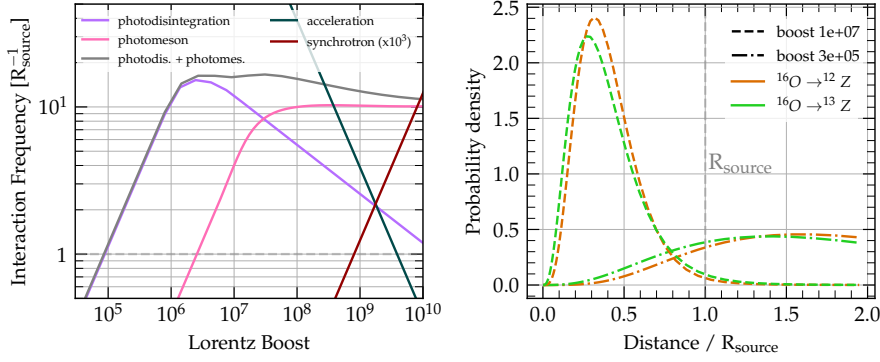 Interaction Frequency [R⁻¹source]
10¹
1
photodisintegration
photomeson
photodis. + photomes.
acceleration
synchrotron (x10³)
10⁵ 10⁶ 10⁷ 10⁸ 10⁹ 10¹⁰
Lorentz Boost
Probability density
2.5
2.0
1.5
1.0
0.5
0.0
boost 1e+07
boost 3e+05
¹⁶O →¹² Z
¹⁶O →¹³ Z
Rsource
0.0 0.5 1.0 1.5 2.0
Distance / Rsource